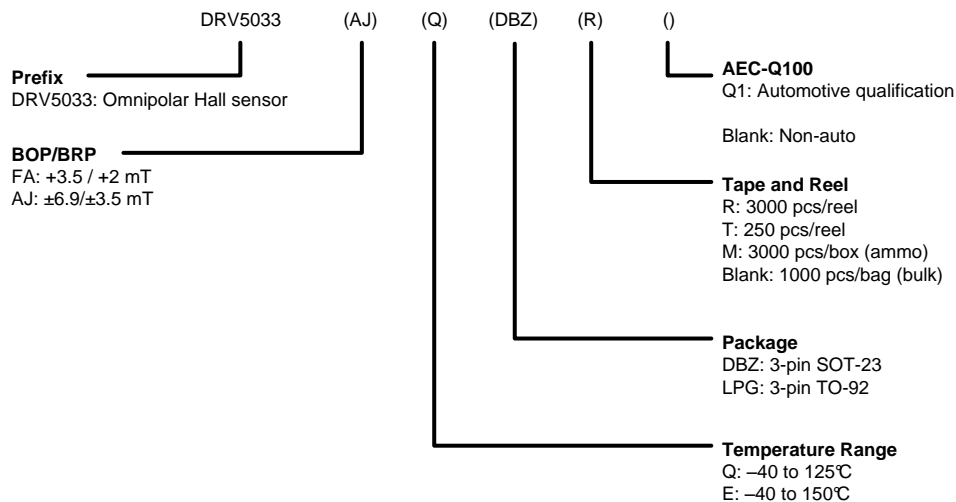 DRV5033 (AJ) (Q) (DBZ) (R) ()
Prefix
DRV5033: Omnipolar Hall sensor
BOP/BRP
FA: +3.5 / +2 mT
AJ: ±6.9/±3.5 mT
AEC-Q100
Q1: Automotive qualification
Blank: Non-auto
Tape and Reel
R: 3000 pcs/reel
T: 250 pcs/reel
M: 3000 pcs/box (ammo)
Blank: 1000 pcs/bag (bulk)
Package
DBZ: 3-pin SOT-23
LPG: 3-pin TO-92
Temperature Range
Q: –40 to 125℃
E: –40 to 150℃